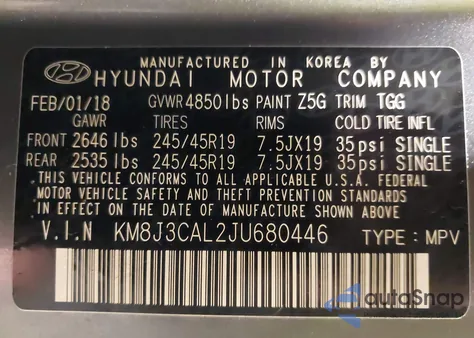 MANUFACTURED IN KOREA BY
HYUNDAI MOTOR COMPANY
FEB/01/18 GVWR 4850 lbs PAINT Z5G TRIM TGG
GAWR TIRES RIMS COLD TIRE INFL
FRONT 2646 lbs 245/45R19 7.5JX19 35psi SINGLE
REAR 2535 lbs 245/45R19 7.5JX19 35psi SINGLE
THIS VEHICLE CONFORMS TO ALL APPLICABLE U.S.A. FEDERAL
MOTOR VEHICLE SAFETY AND THEFT PREVENTION STANDARDS
IN EFFECT ON THE DATE OF MANUFACTURE SHOWN ABOVE.
V.I.N KM8J3CAL2JU680446 TYPE: MPV
autoSnap